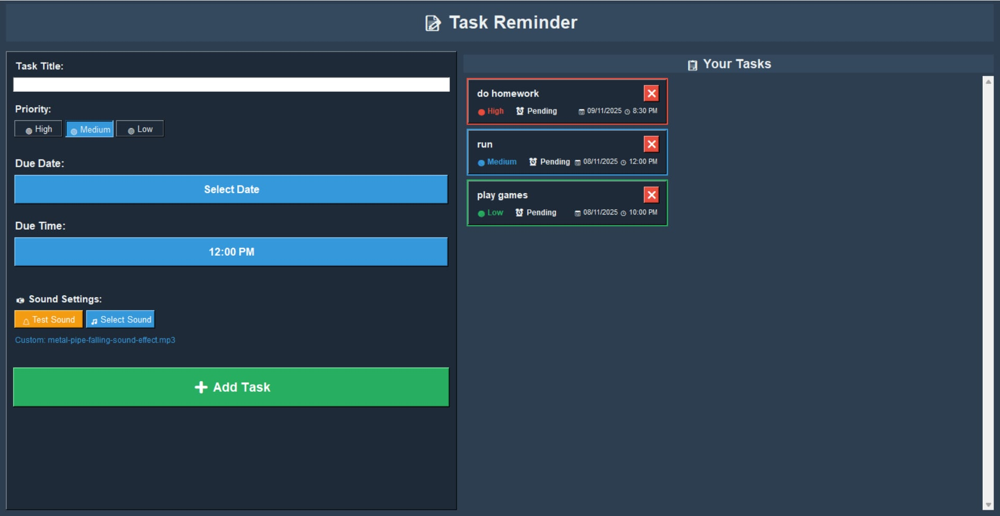 Task Reminder
Task Title:
Priority:
High Medium Low
Due Date:
Select Date
Due Time:
12:00 PM
Sound Settings:
Test Sound Select Sound
Custom: metal-pipe-falling-sound-effect.mp3
Add Task
Your Tasks
do homework
High Pending 09/11/2025 8:30 PM
run
Medium Pending 08/11/2025 12:00 PM
play games
Low Pending 08/11/2025 10:00 PM